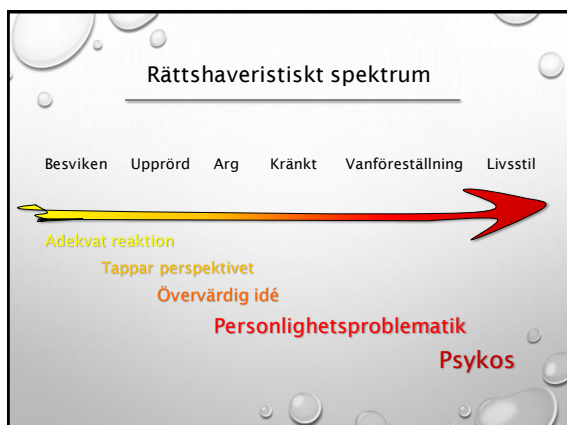 Rättshaveristiskt spektrum
Besviken Upprörd Arg Kränkt Vanföreställning Livsstil
Adekvat reaktion
Tappar perspektivet
Övervärdig idé
Personlighetsproblematik
Psykos